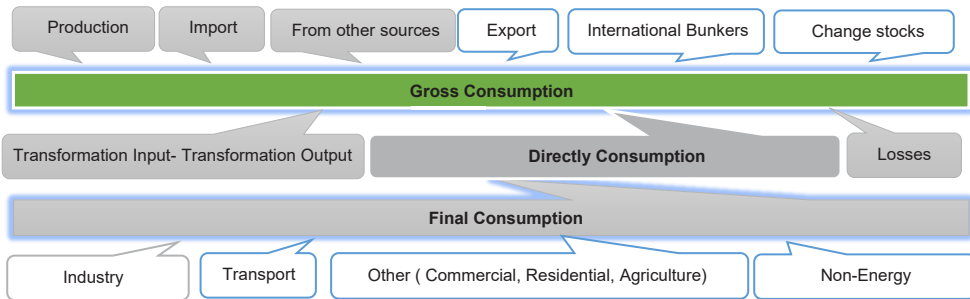 Production
Import
From other sources
Export
International Bunkers
Change stocks
Gross Consumption
Transformation Input- Transformation Output
Directly Consumption
Losses
Final Consumption
Industry
Transport
Other ( Commercial, Residential, Agriculture)
Non-Energy